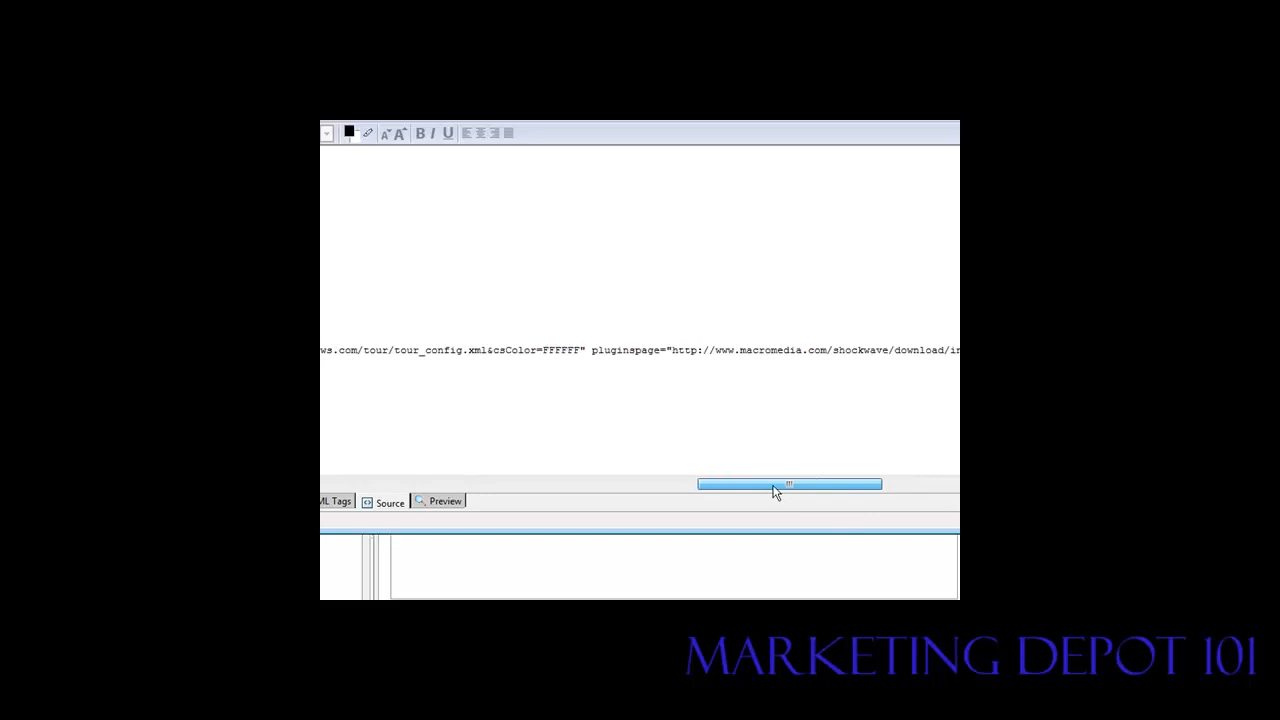 B I U
ws.com/tour/tour_config.xml&csColor=FFFFFF" pluginspage="http://www.macromedia.com/shockwave/download/in
ML Tags Source Preview
MARKETING DEPOT 101